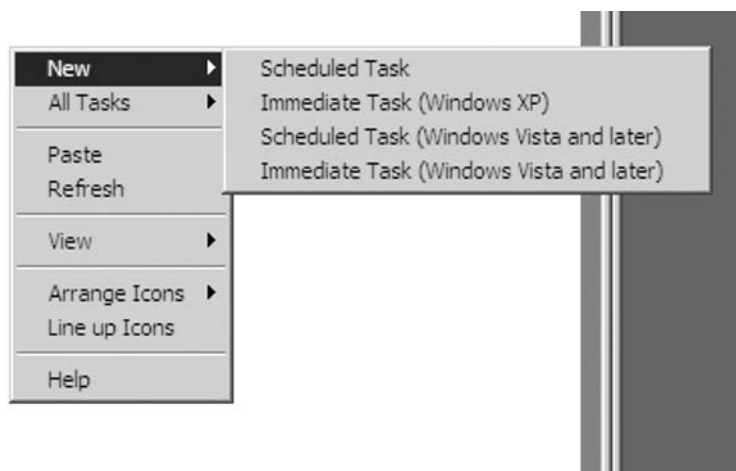 New
All Tasks
Paste
Refresh
View
Arrange Icons
Line up Icons
Help
Scheduled Task
Immediate Task (Windows XP)
Scheduled Task (Windows Vista and later)
Immediate Task (Windows Vista and later)